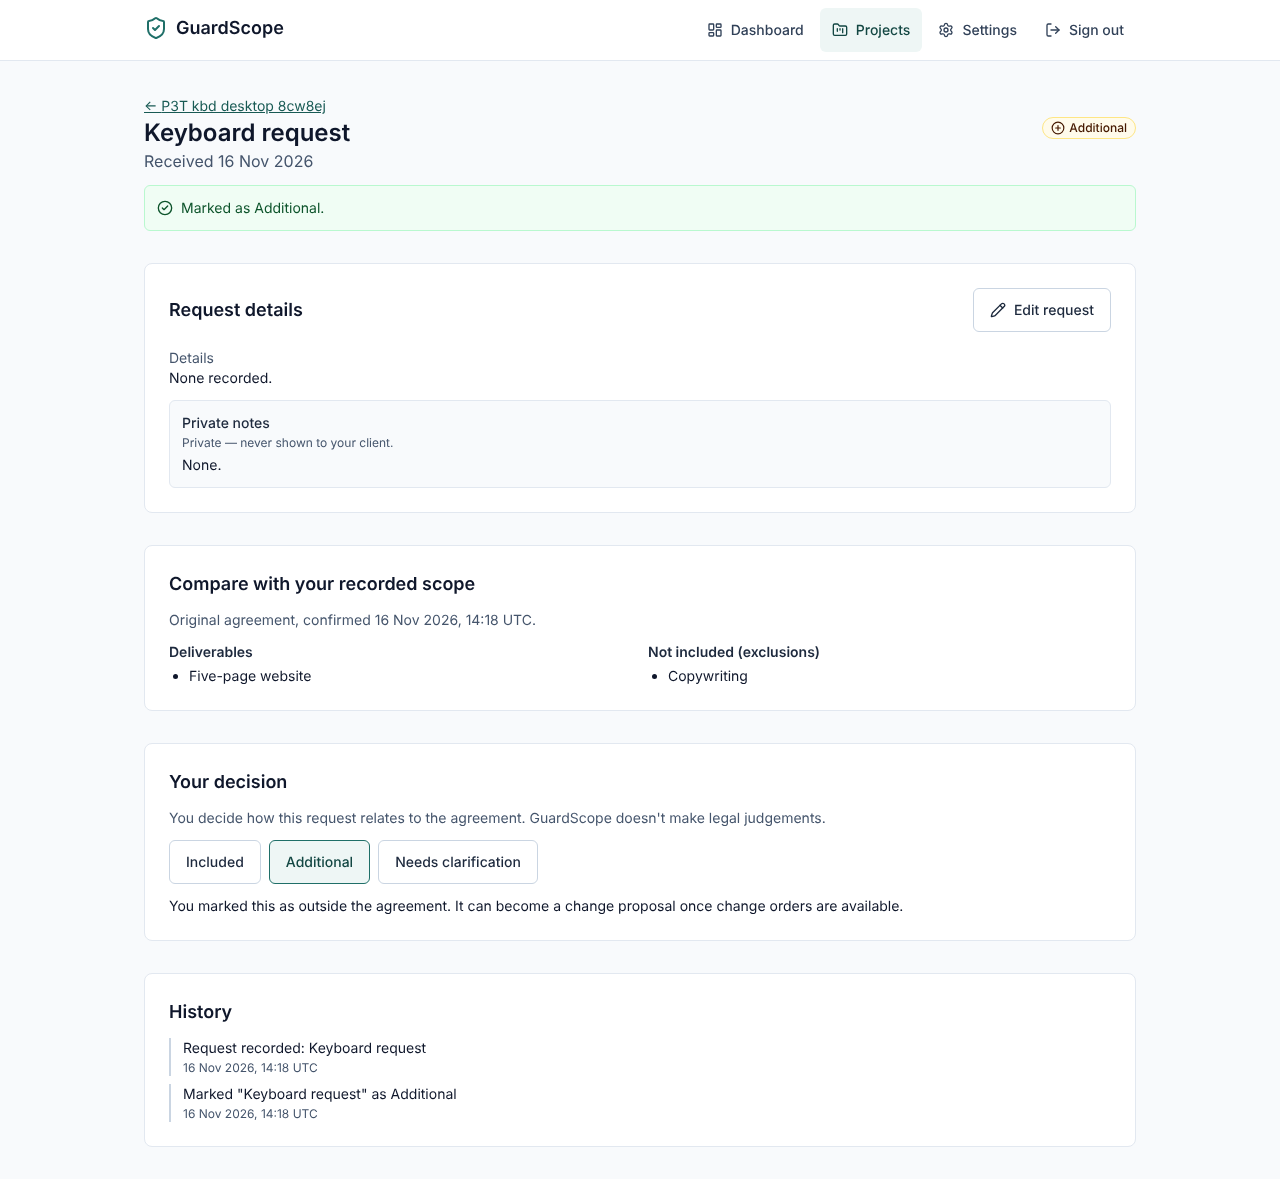 GuardScope
Dashboard
Projects
Settings
Sign out
← P3T kbd desktop 8cw8ej
Keyboard request
Additional
Received 16 Nov 2026
Marked as Additional.
Request details
Edit request
Details
None recorded.
Private notes
Private — never shown to your client.
None.
Compare with your recorded scope
Original agreement, confirmed 16 Nov 2026, 14:18 UTC.
Deliverables
• Five-page website
Not included (exclusions)
• Copywriting
Your decision
You decide how this request relates to the agreement. GuardScope doesn't make legal judgements.
Included
Additional
Needs clarification
You marked this as outside the agreement. It can become a change proposal once change orders are available.
History
Request recorded: Keyboard request
16 Nov 2026, 14:18 UTC
Marked "Keyboard request" as Additional
16 Nov 2026, 14:18 UTC